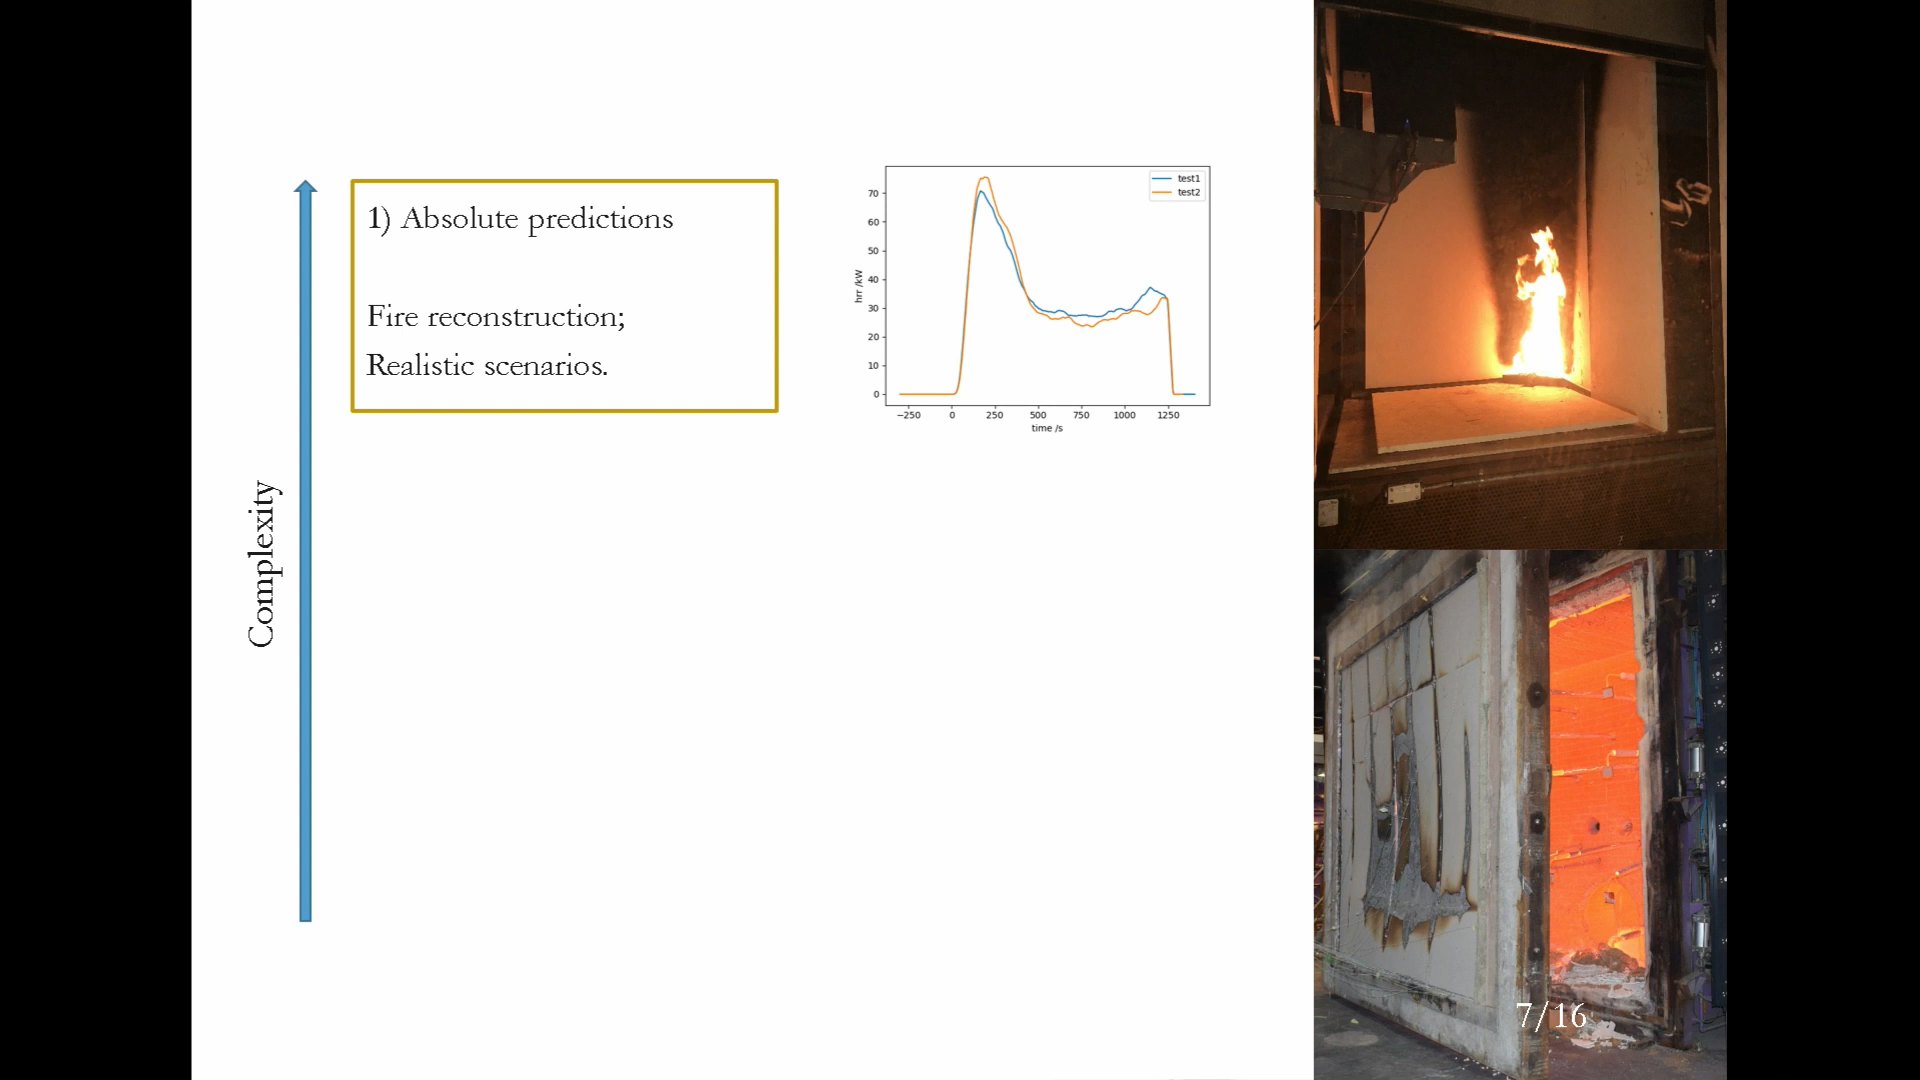 1) Absolute predictions
Fire reconstruction;
Realistic scenarios.
Complexity
test1
test2
70
60
50
40
30
20
10
0
hrr /kW
−250 0 250 500 750 1000 1250
time /s
7/16